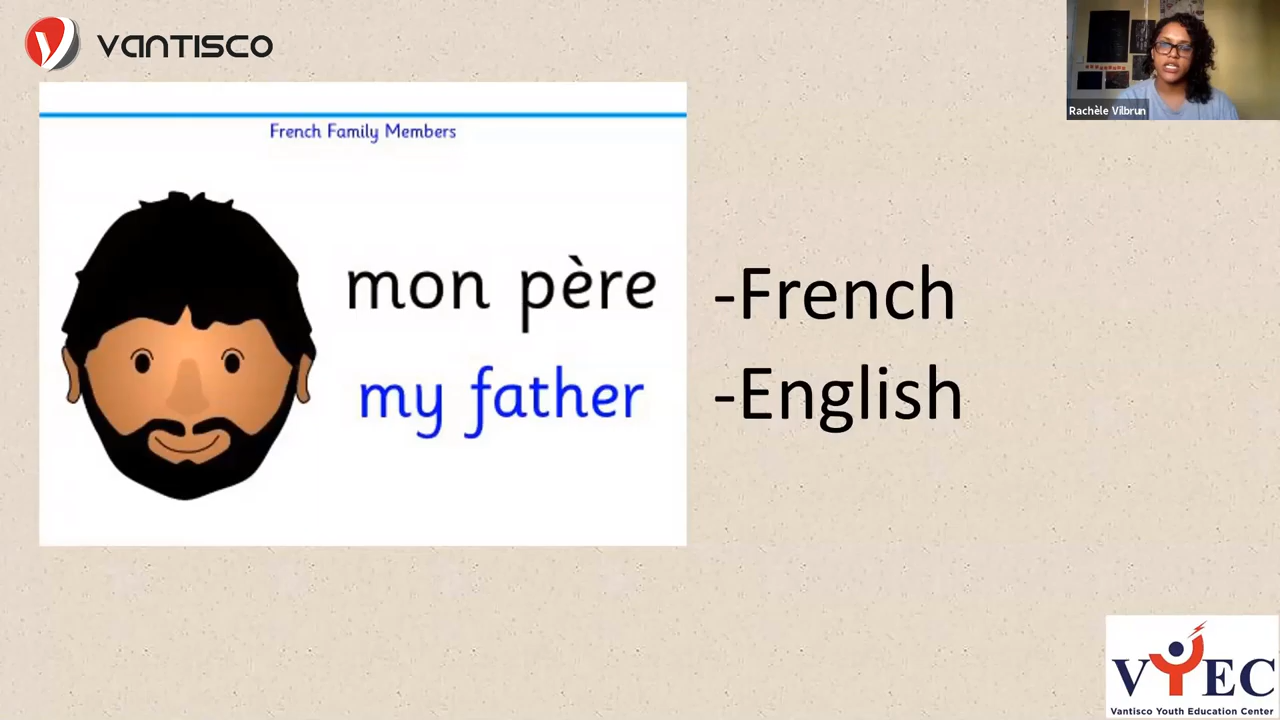 VANTISCO
Rachèle Vilbrun
French Family Members
mon père
-French
my father
-English
VYEC
Vantisco Youth Education Center